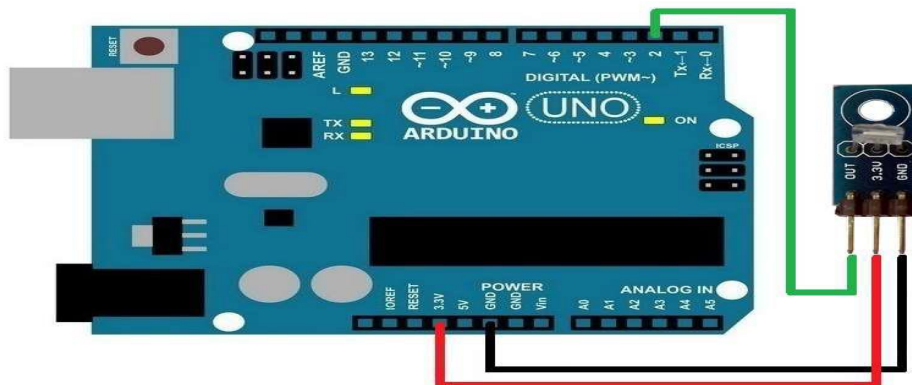 RESET
AREF
GND
13
12
~11
~10
~9
8
7
~6
~5
4
~3
2
Tx→1
Rx←0
DIGITAL (PWM~)
L
TX
RX
ARDUINO
UNO
ON
ICSP
POWER
ANALOG IN
IOREF
RESET
3.3V
5V
GND
GND
Vin
A0
A1
A2
A3
A4
A5
OUT
3.3V
GND